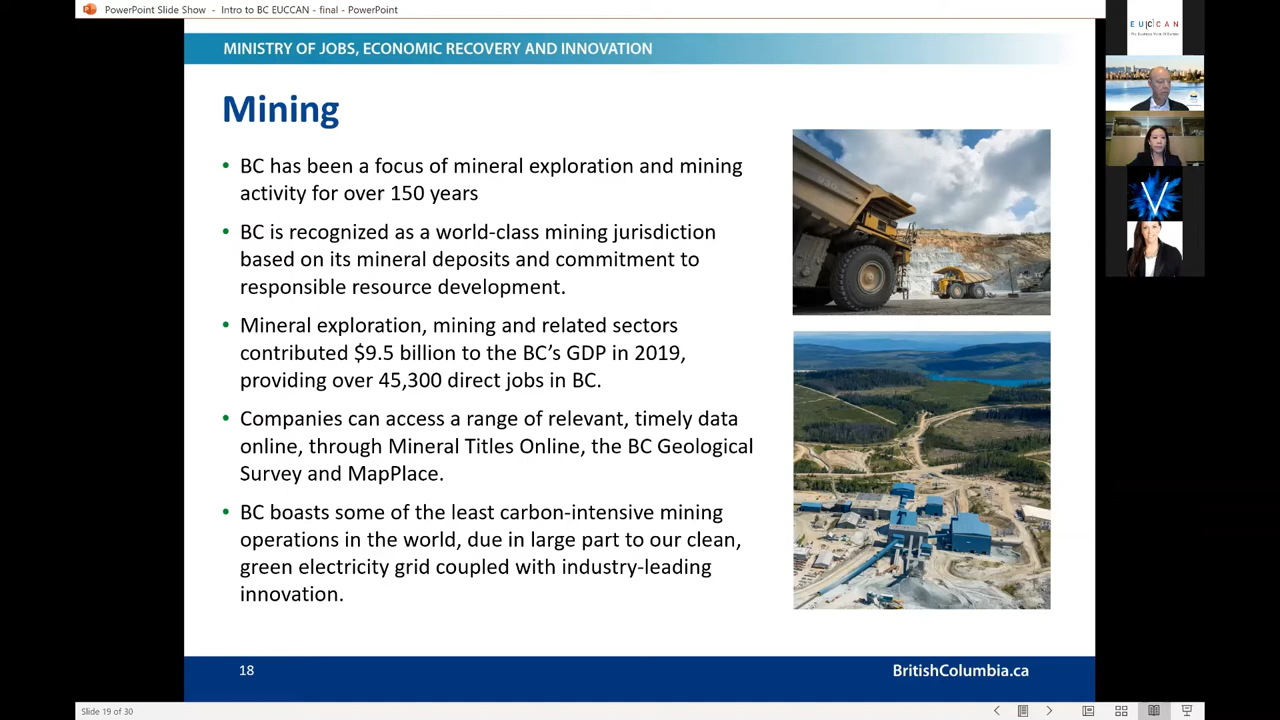 PowerPoint Slide Show - Intro to BC EUCCAN - final - PowerPoint
EU|C|CAN
MINISTRY OF JOBS, ECONOMIC RECOVERY AND INNOVATION
Mining
• BC has been a focus of mineral exploration and mining
activity for over 150 years
• BC is recognized as a world-class mining jurisdiction
based on its mineral deposits and commitment to
responsible resource development.
• Mineral exploration, mining and related sectors
contributed $9.5 billion to the BC’s GDP in 2019,
providing over 45,300 direct jobs in BC.
• Companies can access a range of relevant, timely data
online, through Mineral Titles Online, the BC Geological
Survey and MapPlace.
• BC boasts some of the least carbon-intensive mining
operations in the world, due in large part to our clean,
green electricity grid coupled with industry-leading
innovation.
V
18
BritishColumbia.ca
Slide 19 of 30